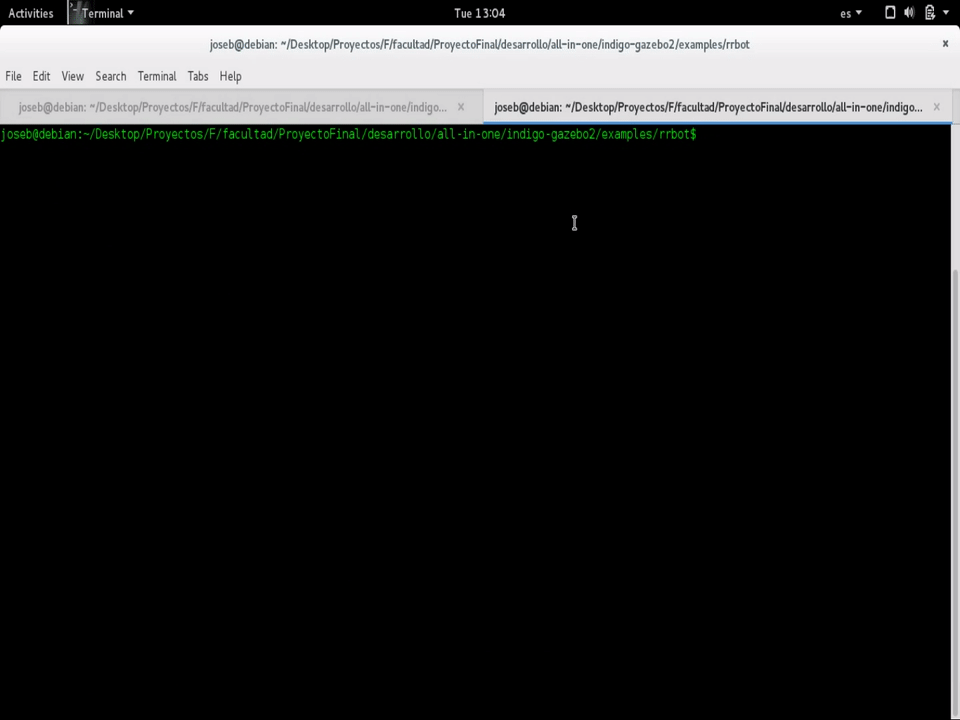 Activities Terminal Tue 13:04 es
joseb@debian: ~/Desktop/Proyectos/F/facultad/ProyectoFinal/desarrollo/all-in-one/indigo-gazebo2/examples/rrbot
File Edit View Search Terminal Tabs Help
joseb@debian: ~/Desktop/Proyectos/F/facultad/ProyectoFinal/desarrollo/all-in-one/indigo... joseb@debian: ~/Desktop/Proyectos/F/facultad/ProyectoFinal/desarrollo/all-in-one/indigo...
joseb@debian:~/Desktop/Proyectos/F/facultad/ProyectoFinal/desarrollo/all-in-one/indigo-gazebo2/examples/rrbot$